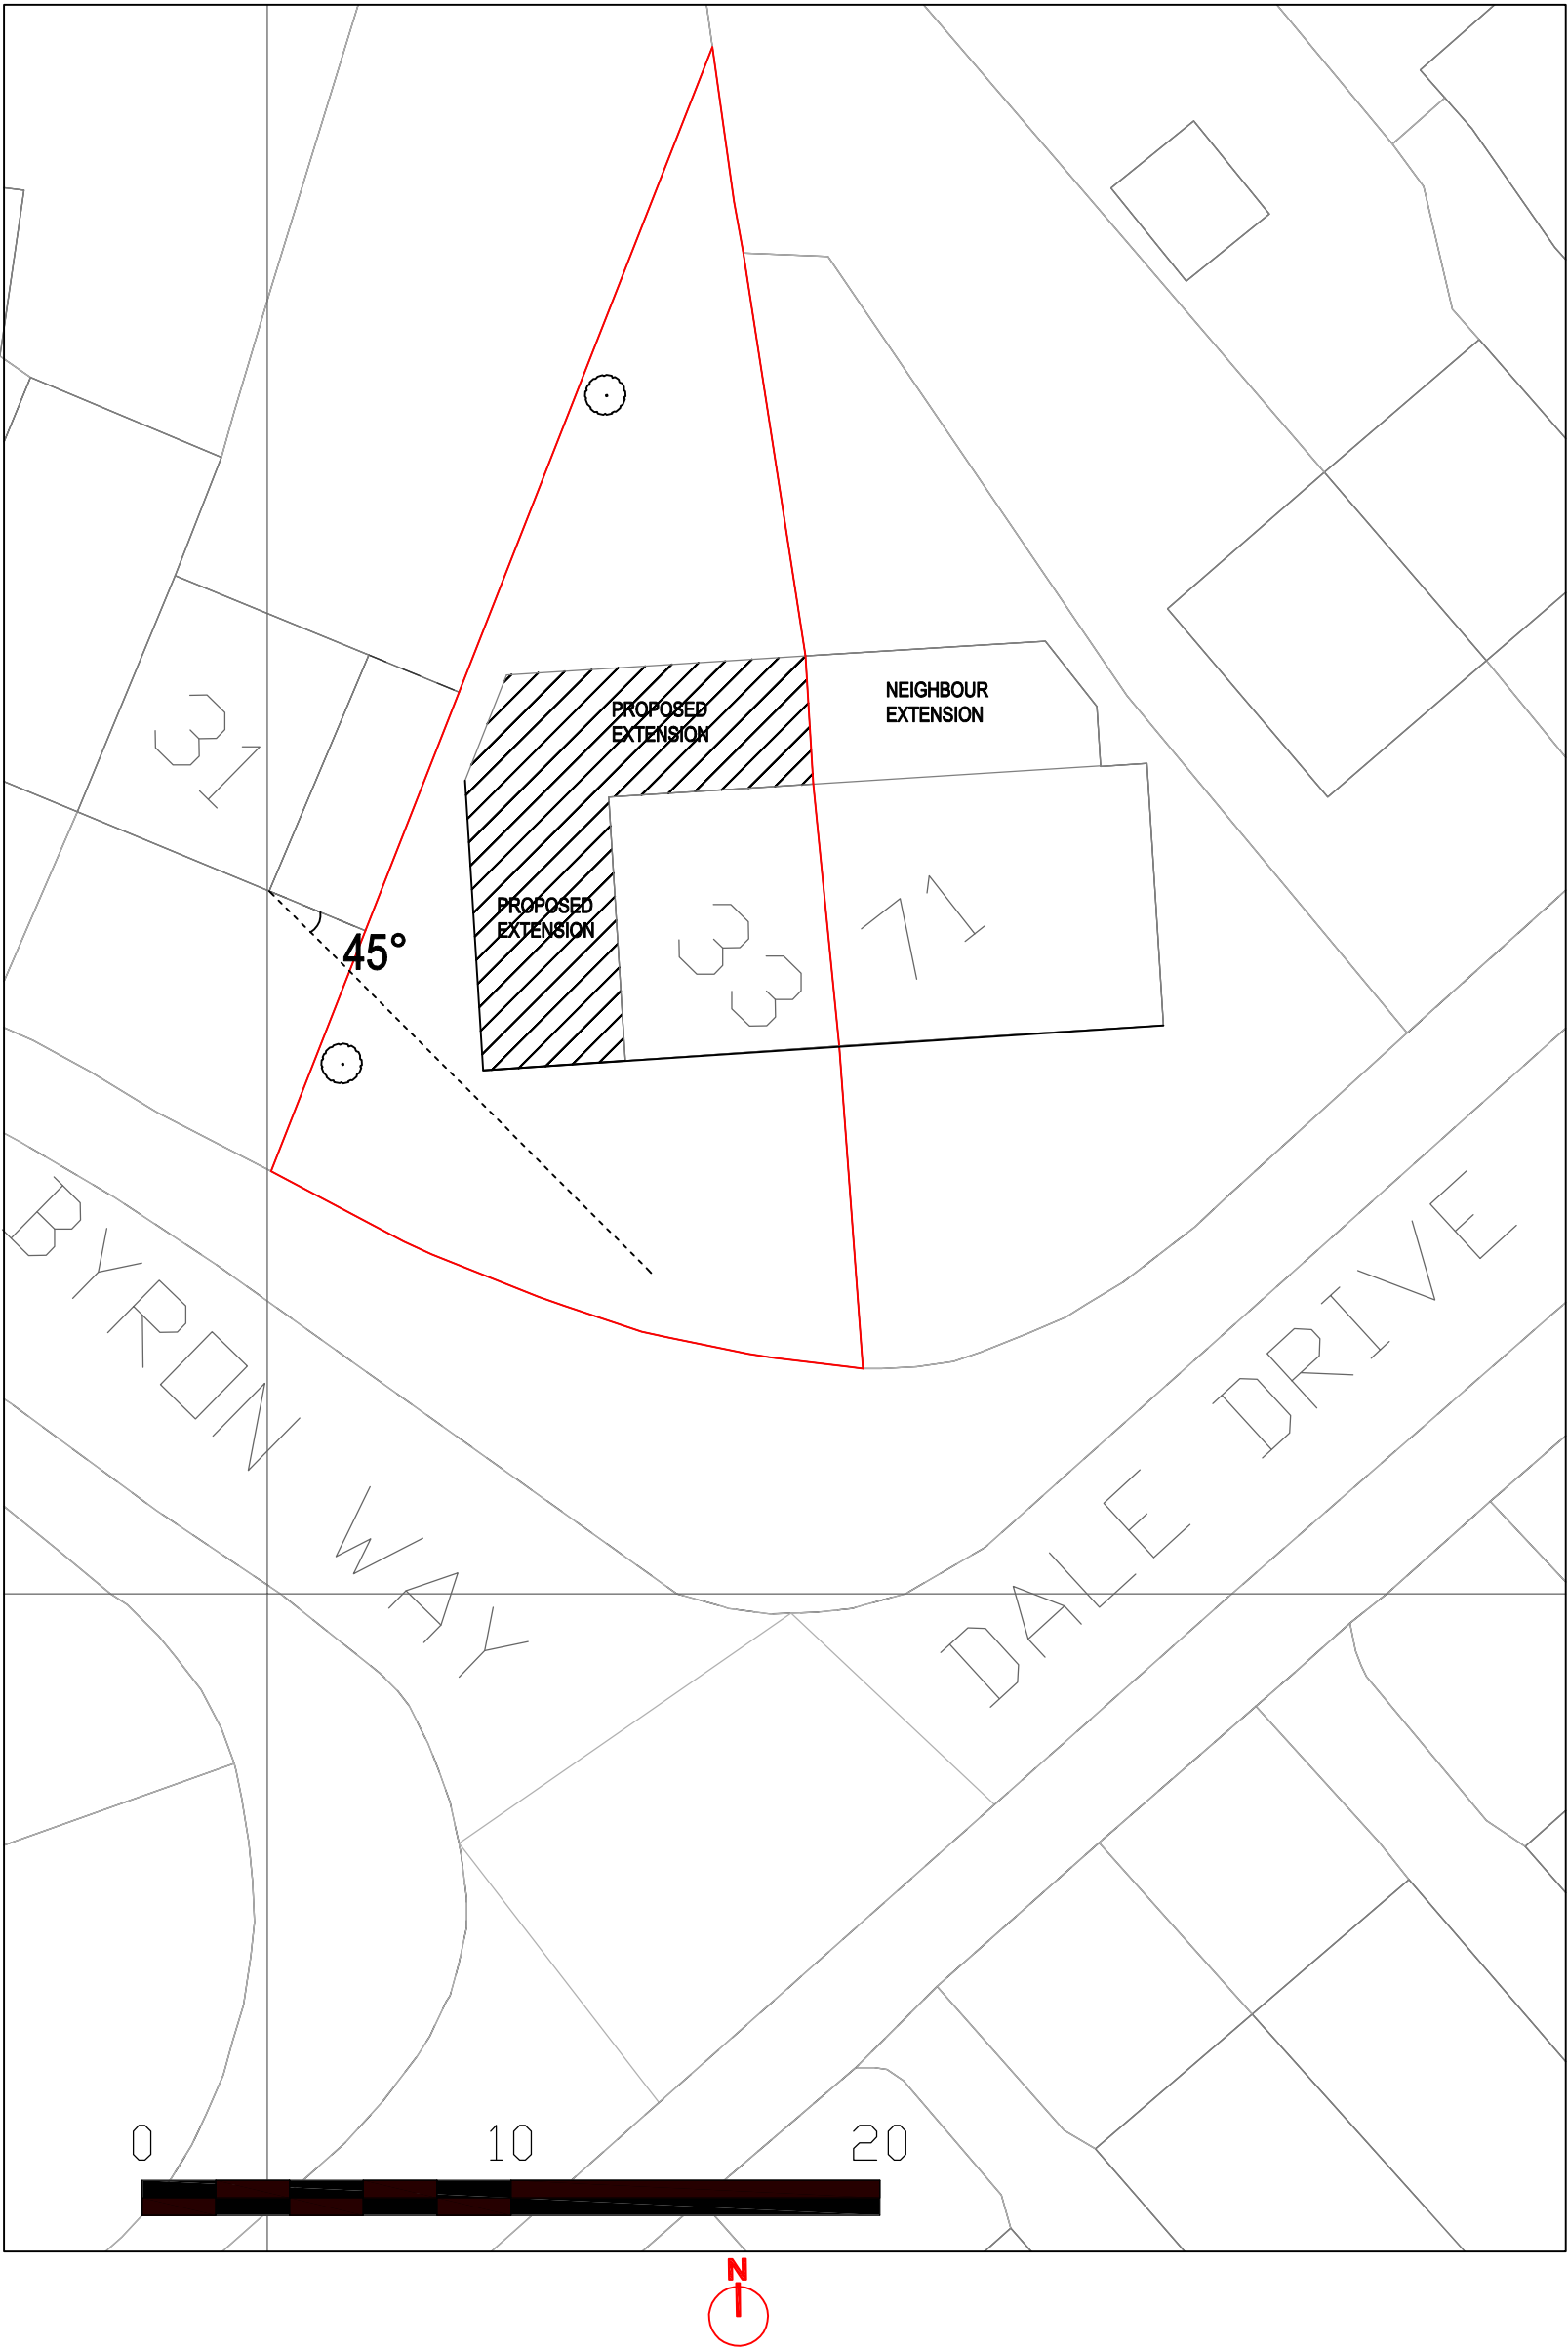 PROPOSED
EXTENSION
NEIGHBOUR
EXTENSION
31
PROPOSED
EXTENSION
45°
33
71
BYRON WAY
DALE DRIVE
0 10 20
N